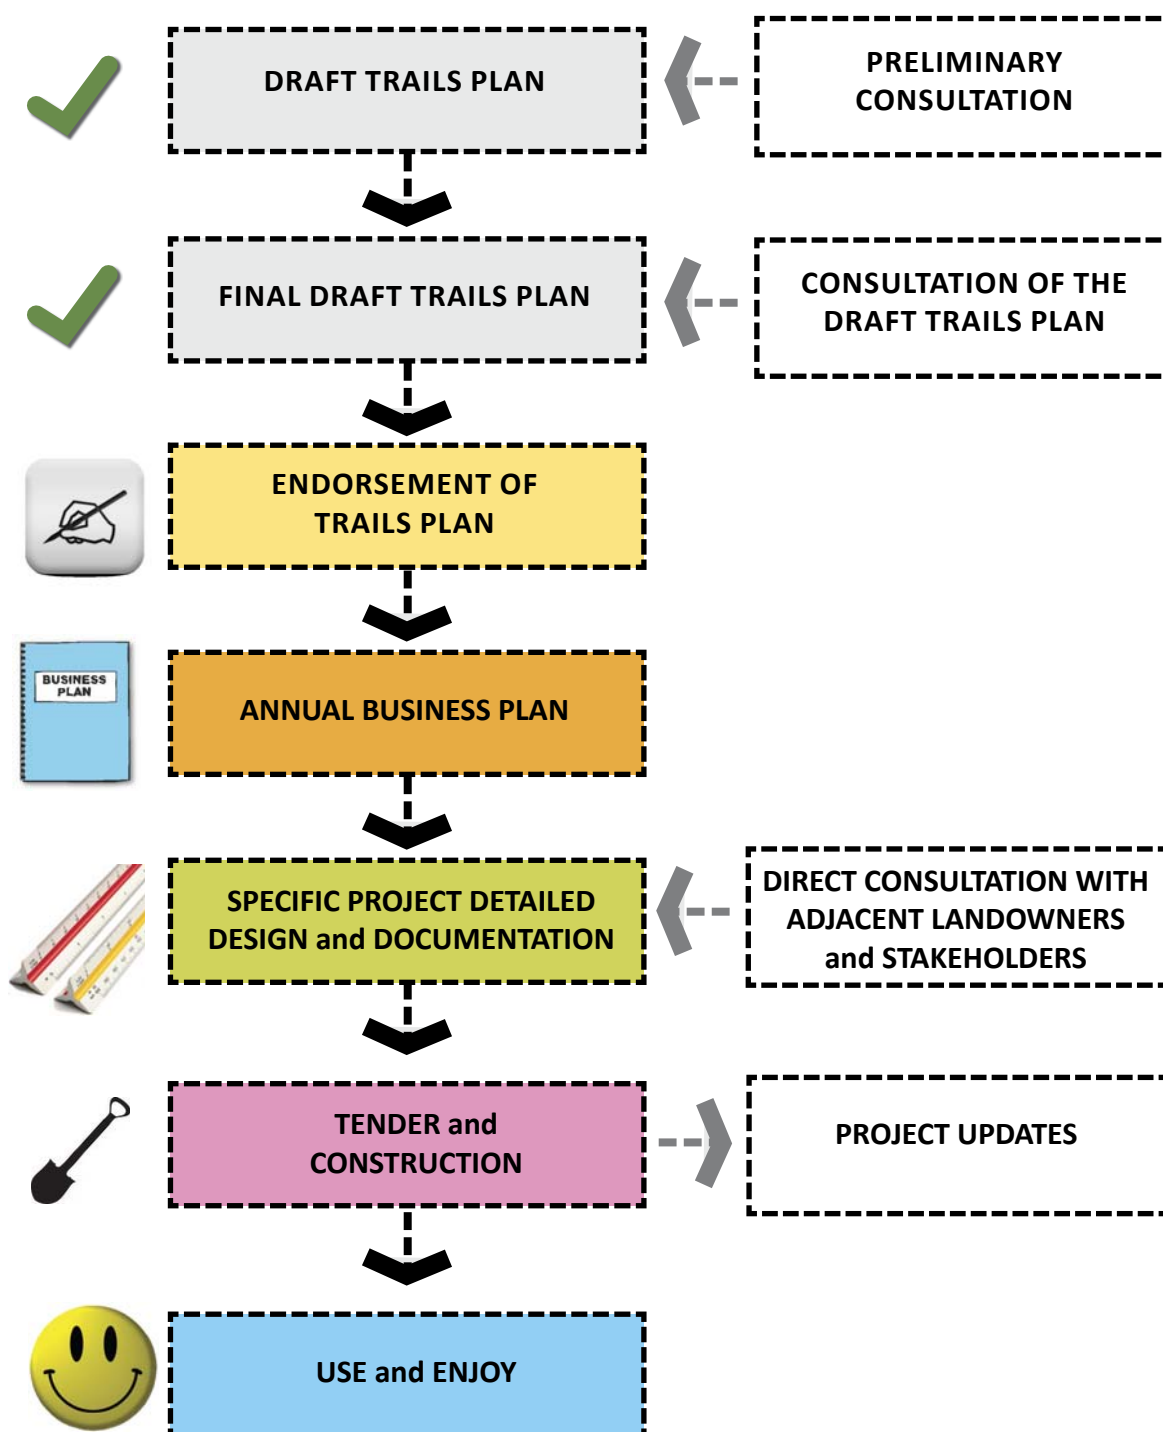 DRAFT TRAILS PLAN
PRELIMINARY
CONSULTATION
FINAL DRAFT TRAILS PLAN
CONSULTATION OF THE
DRAFT TRAILS PLAN
ENDORSEMENT OF
TRAILS PLAN
BUSINESS
PLAN
ANNUAL BUSINESS PLAN
SPECIFIC PROJECT DETAILED
DESIGN and DOCUMENTATION
DIRECT CONSULTATION WITH
ADJACENT LANDOWNERS
and STAKEHOLDERS
TENDER and
CONSTRUCTION
PROJECT UPDATES
USE and ENJOY